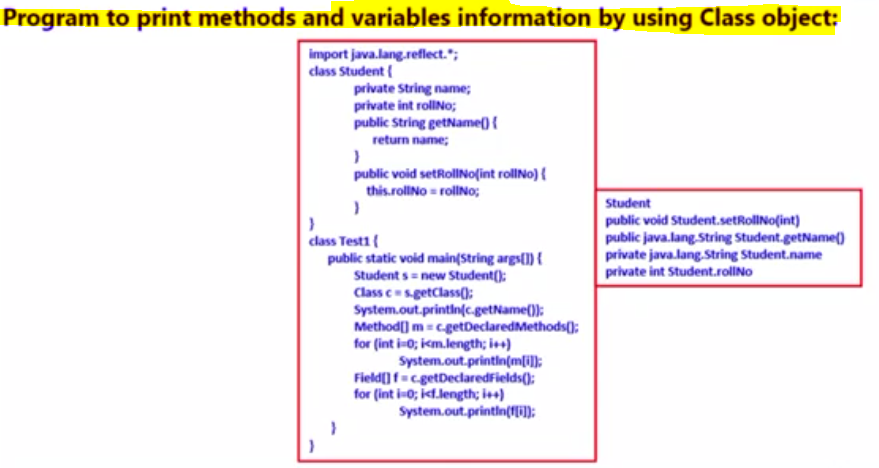 Program to print methods and variables information by using Class object:
import java.lang.reflect.*;
class Student {
private String name;
private int rollNo;
public String getName() {
return name;
}
public void setRollNo(int rollNo) {
this.rollNo = rollNo;
}
}
class Test1 {
public static void main(String args[]) {
Student s = new Student();
Class c = s.getClass();
System.out.println(c.getName());
Method[] m = c.getDeclaredMethods();
for (int i=0; i<m.length; i++)
System.out.println(m[i]);
Field[] f = c.getDeclaredFields();
for (int i=0; i<f.length; i++)
System.out.println(f[i]);
}
}
Student
public void Student.setRollNo(int)
public java.lang.String Student.getName()
private java.lang.String Student.name
private int Student.rollNo